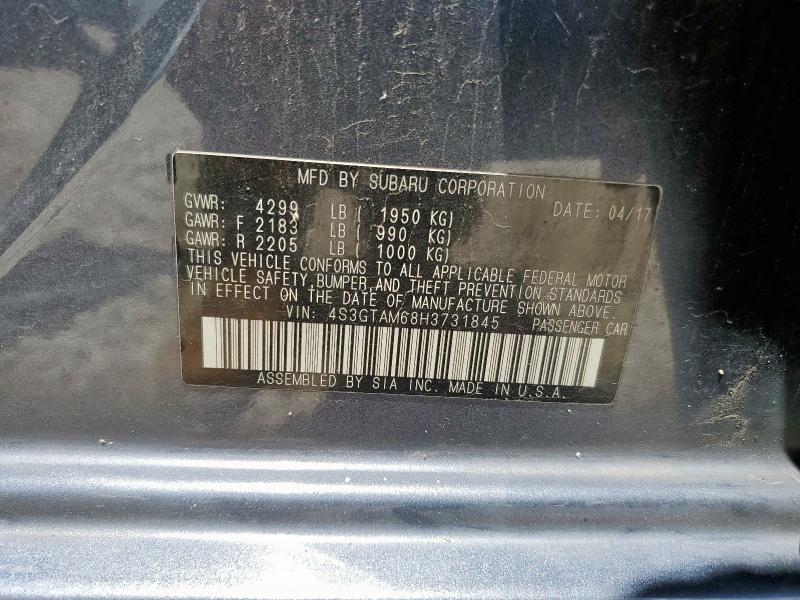 MFD BY SUBARU CORPORATION
GVWR: 4299 LB ( 1950 KG) DATE: 04/17
GAWR: F 2183 LB ( 990 KG)
GAWR: R 2205 LB ( 1000 KG)
THIS VEHICLE CONFORMS TO ALL APPLICABLE FEDERAL MOTOR
VEHICLE SAFETY, BUMPER, AND THEFT PREVENTION STANDARDS
IN EFFECT ON THE DATE OF MANUFACTURE SHOWN ABOVE.
VIN: 4S3GTAM68H3731845 PASSENGER CAR
ASSEMBLED BY SIA INC. MADE IN U.S.A.